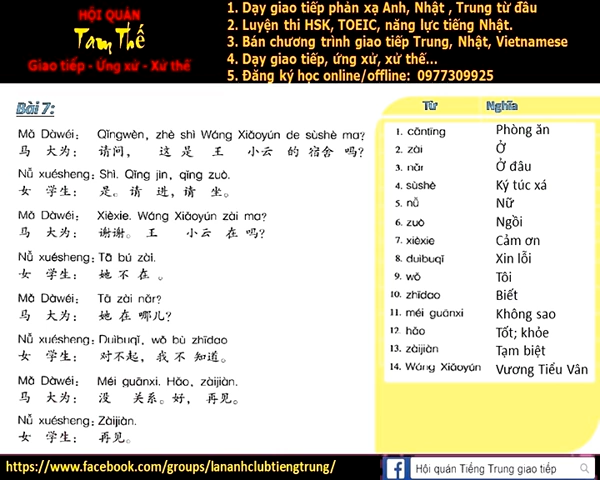 HỘI QUÁN
Tam Thế
Giao tiếp - Ứng xử - Xử thế
1. Dạy giao tiếp phản xạ Anh, Nhật , Trung từ đầu
2. Luyện thi HSK, TOEIC, năng lực tiếng Nhật.
3. Bán chương trình giao tiếp Trung, Nhật, Vietnamese
4. Dạy giao tiếp, ứng xử, xử thế...
5. Đăng ký học online/offline: 0977309925
Bài 7:
Mǎ Dàwéi: Qǐngwèn, zhè shì Wáng Xiǎoyún de sùshè ma?
马 大为: 请问, 这 是 王 小云 的 宿舍 吗?
Nǚ xuésheng: Shì. Qǐng jìn, qǐng zuò.
女 学生: 是。请 进, 请 坐。
Mǎ Dàwéi: Xièxie. Wáng Xiǎoyún zài ma?
马 大为: 谢谢。王 小云 在 吗?
Nǚ xuésheng: Tā bú zài.
女 学生: 她 不 在 。
Mǎ Dàwéi: Tā zài nǎr?
马 大为: 她 在 哪儿?
Nǚ xuésheng: Duìbuqǐ, wǒ bù zhīdao
女 学生: 对不起, 我 不 知道。
Mǎ Dàwéi: Méi guānxi. Hǎo, zàijiàn.
马 大为: 没 关系。好, 再见。
Nǚ xuésheng: Zàijiàn.
女 学生: 再见。
Từ Nghĩa
1. cāntīng Phòng ăn
2. zài Ở
3. nǎr Ở đâu
4. sùshè Ký túc xá
5. nǚ Nữ
6. zuò Ngồi
7. xièxie Cảm ơn
8. duìbuqǐ Xin lỗi
9. wǒ Tôi
10. zhīdao Biết
11. méi guānxi Không sao
12. hǎo Tốt; khỏe
13. zàijiàn Tạm biệt
14. Wáng Xiǎoyún Vương Tiểu Vân
https://www.facebook.com/groups/lananhclubtiengtrung/
f Hội quán Tiếng Trung giao tiếp